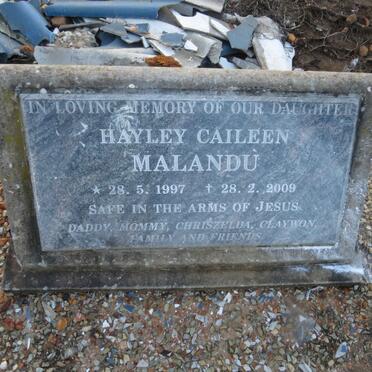 IN LOVING MEMORY OF OUR DAUGHTER
HAYLEY CAILEEN
MALANDU
★ 28. 5. 1997 † 28. 2. 2009
SAFE IN THE ARMS OF JESUS
DADDY, MOMMY, CHRISZELDA, CLAYWON,
FAMILY AND FRIENDS